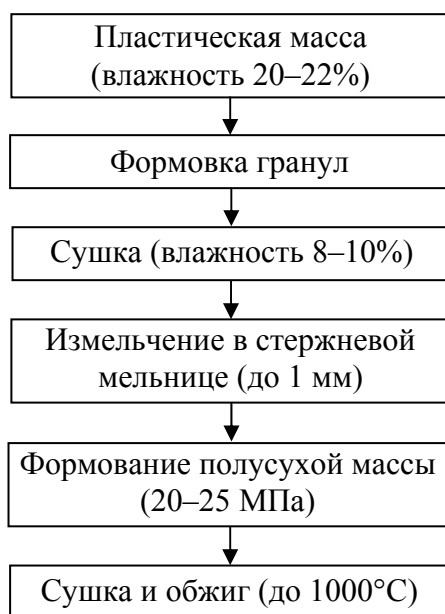 Пластическая масса
(влажность 20–22%)
Формовка гранул
Сушка (влажность 8–10%)
Измельчение в стержневой
мельнице (до 1 мм)
Формование полусухой массы
(20–25 МПа)
Сушка и обжиг (до 1000°С)